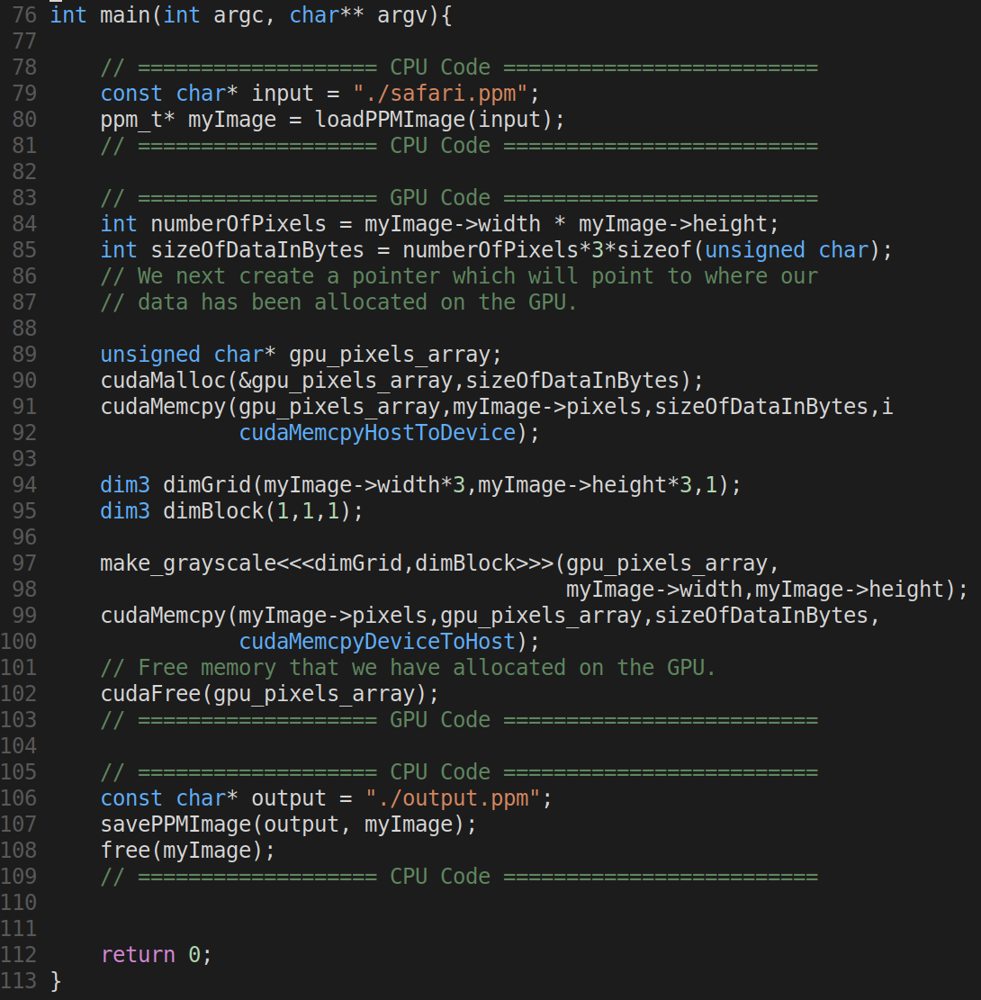 76 int main(int argc, char** argv){
77
78     // =================== CPU Code =========================
79     const char* input = "./safari.ppm";
80     ppm_t* myImage = loadPPMImage(input);
81     // =================== CPU Code =========================
82
83     // =================== GPU Code =========================
84     int numberOfPixels = myImage->width * myImage->height;
85     int sizeOfDataInBytes = numberOfPixels*3*sizeof(unsigned char);
86     // We next create a pointer which will point to where our
87     // data has been allocated on the GPU.
88
89     unsigned char* gpu_pixels_array;
90     cudaMalloc(&gpu_pixels_array,sizeOfDataInBytes);
91     cudaMemcpy(gpu_pixels_array,myImage->pixels,sizeOfDataInBytes,i
92                cudaMemcpyHostToDevice);
93
94     dim3 dimGrid(myImage->width*3,myImage->height*3,1);
95     dim3 dimBlock(1,1,1);
96
97     make_grayscale<<<dimGrid,dimBlock>>>(gpu_pixels_array,
98                                          myImage->width,myImage->height);
99     cudaMemcpy(myImage->pixels,gpu_pixels_array,sizeOfDataInBytes,
100                cudaMemcpyDeviceToHost);
101     // Free memory that we have allocated on the GPU.
102     cudaFree(gpu_pixels_array);
103     // =================== GPU Code =========================
104
105     // =================== CPU Code =========================
106     const char* output = "./output.ppm";
107     savePPMImage(output, myImage);
108     free(myImage);
109     // =================== CPU Code =========================
110
111
112     return 0;
113 }